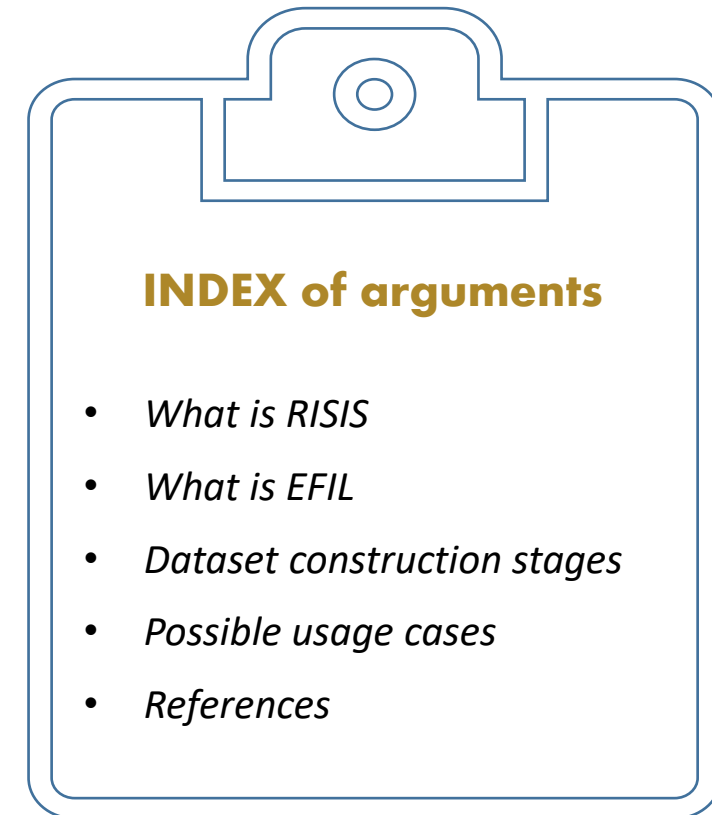 INDEX of arguments
• What is RISIS
• What is EFIL
• Dataset construction stages
• Possible usage cases
• References